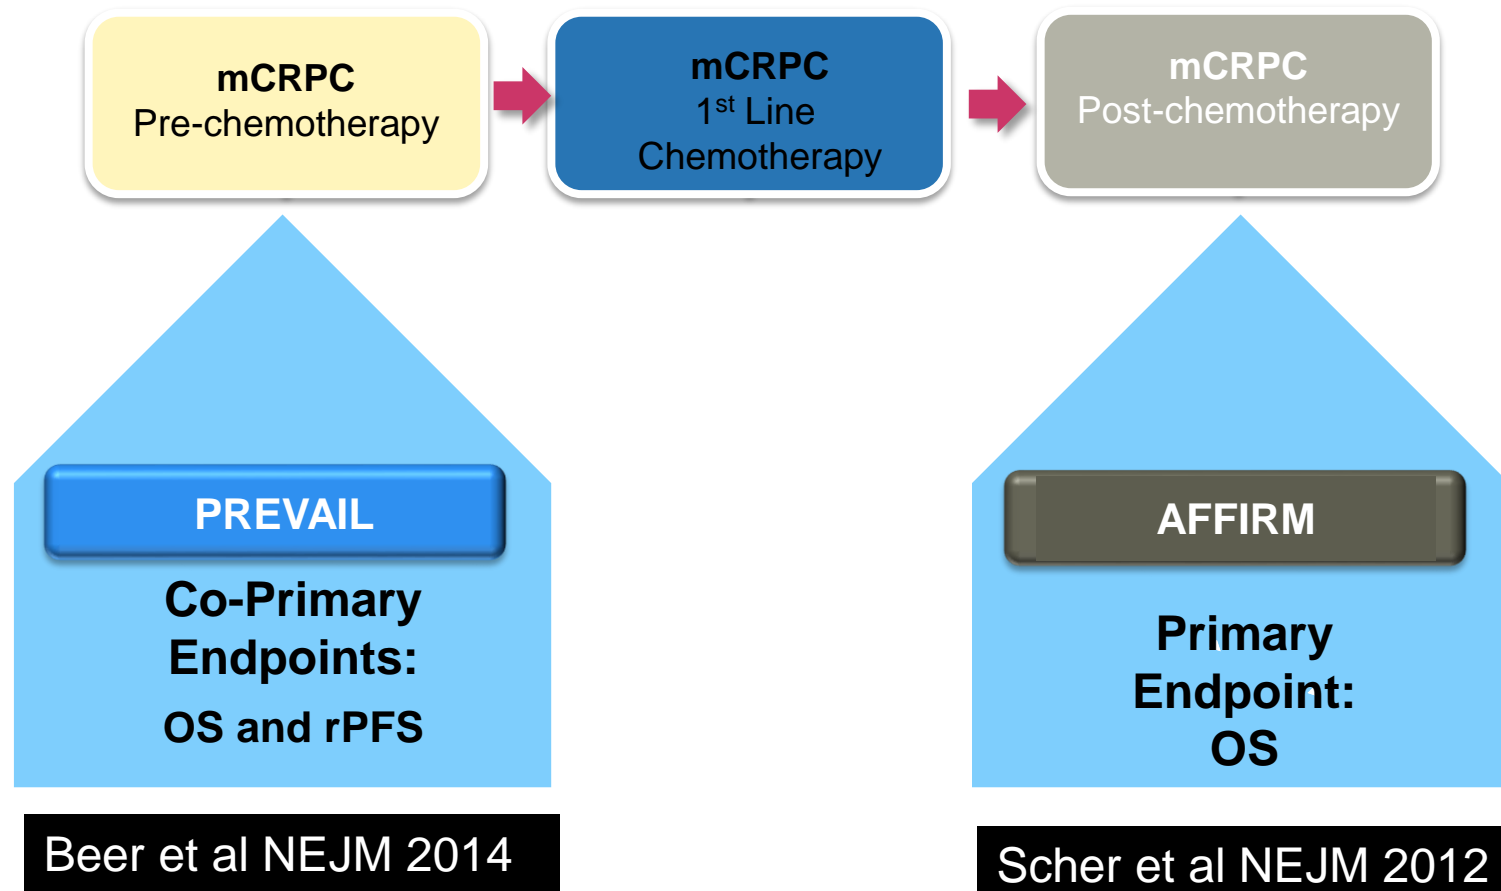 mCRPC
Pre-chemotherapy
mCRPC
1st Line
Chemotherapy
mCRPC
Post-chemotherapy
PREVAIL
Co-Primary
Endpoints:
OS and rPFS
Beer et al NEJM 2014
AFFIRM
Primary
Endpoint:
OS
Scher et al NEJM 2012